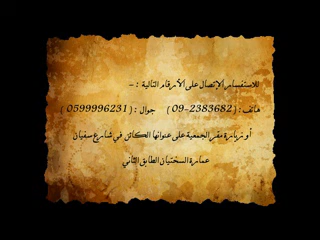 للاستفسار الاتصال على الأرقام التالية : -
هاتف : ( 2383682-09 ) جوال : ( 0599996231 )
أو زيارة مقر الجمعية على عنوانها الكائن في شارع سفيان
عمارة السختيان الطابق الثاني